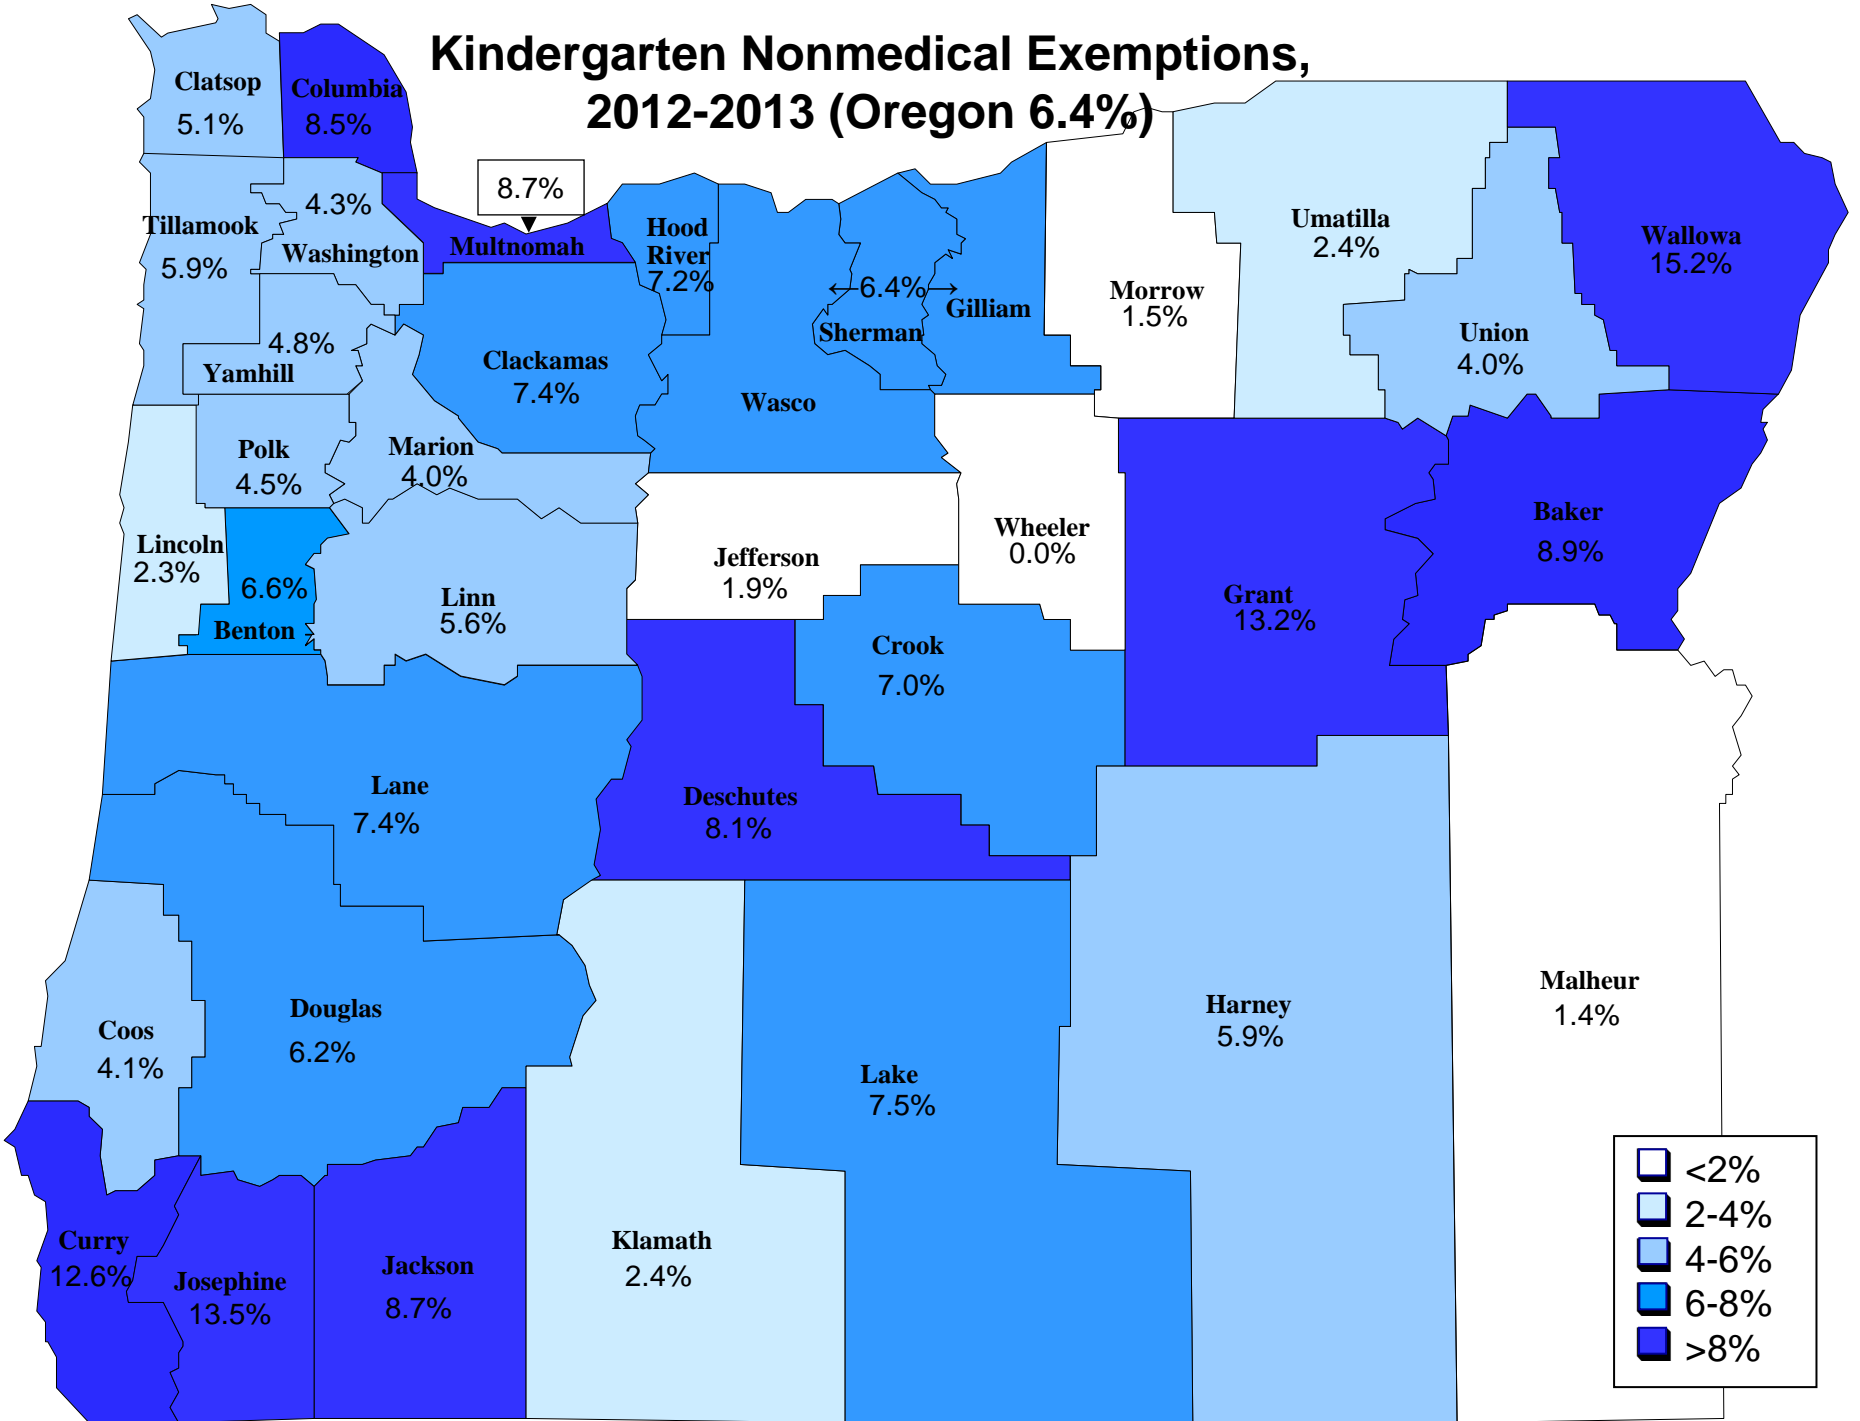 Kindergarten Nonmedical Exemptions,
2012-2013 (Oregon 6.4%)
Clatsop
5.1%
Columbia
8.5%
8.7%
Multnomah
Tillamook
5.9%
4.3%
Washington
Hood
River
7.2%
6.4%
Sherman
Gilliam
Morrow
1.5%
Umatilla
2.4%
Wallowa
15.2%
Union
4.0%
4.8%
Yamhill
Clackamas
7.4%
Wasco
Polk
4.5%
Marion
4.0%
Lincoln
2.3%
6.6%
Benton
Linn
5.6%
Jefferson
1.9%
Wheeler
0.0%
Grant
13.2%
Baker
8.9%
Crook
7.0%
Lane
7.4%
Deschutes
8.1%
Coos
4.1%
Douglas
6.2%
Lake
7.5%
Harney
5.9%
Malheur
1.4%
Curry
12.6%
Josephine
13.5%
Jackson
8.7%
Klamath
2.4%
<2%
2-4%
4-6%
6-8%
>8%